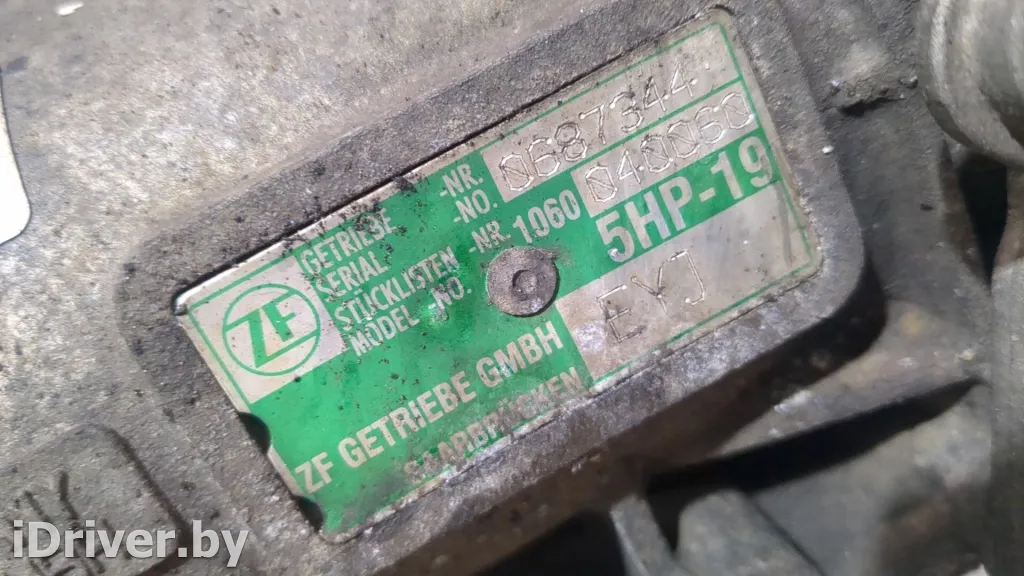 ZF
GETRIEBE -NR. 0687344
SERIAL -NO.
STÜCKLISTEN -NR. 1060 040060
MODEL NO.
5HP-19
ZF GETRIEBE GMBH EYJ
SAARBRÜCKEN
iDriver.by